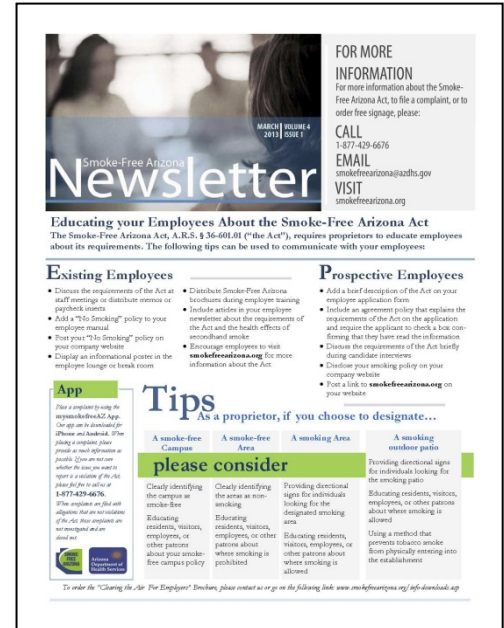 FOR MORE
INFORMATION
For more information about the Smoke-
Free Arizona Act, to file a complaint, or to
order free signage, please:
CALL
1-877-429-6676
EMAIL
smokefreearizona@azdhs.gov
VISIT
smokefreearizona.org
MARCH 2013
VOLUME 4 ISSUE 1
Smoke-Free Arizona
Newsletter
Educating your Employees About the Smoke-Free Arizona Act
The Smoke-Free Arizona Act, A.R.S. § 36-601.01 ("the Act"), requires proprietors to educate employees
about its requirements. The following tips can be used to communicate with your employees:
Existing Employees
• Discuss the requirements of the Act at
staff meetings or distribute memos or
paycheck inserts
• Add a "No Smoking" policy to your
employee manual
• Post your "No Smoking" policy on
your company website
• Display an informational poster in the
employee lounge or break room
• Distribute Smoke-Free Arizona
brochures during employee training
• Include articles in your employee
newsletter about the requirements of
the Act and the health effects of
secondhand smoke
• Encourage employees to visit
smokefreearizona.org for more
information about the Act
Prospective Employees
• Add a brief description of the Act on your
employee application form
• Include an agreement policy that explains the
requirements of the Act on the application
and require the applicant to check a box con-
firming that they have read the information
• Discuss the requirements of the Act briefly
during candidate interviews
• Disclose your smoking policy on your
company website
• Post a link to smokefreearizona.org on
your website
App
Place a complaint by using the
mysmokefreeAZ App.
Our app can be downloaded for
iPhone and Android. When
placing a complaint, please
provide as much information as
possible. If you are not sure
whether the issue you want to
report is a violation of the Act,
please feel free to call us at
1-877-429-6676.
When complaints are filed with
allegations that are not violations
of the Act, those complaints are
not investigated and are
closed out.
SMOKE
FREE
ARIZONA
Arizona
Department of
Health Services
Tips
As a proprietor, if you choose to designate…
A smoke-free
Campus
A smoke-free
Area
A smoking Area
A smoking
outdoor patio
please consider
Clearly identifying
the campus as
smoke-free
Educating
residents, visitors,
employees, or
other patrons
about your smoke-
free campus policy
Clearly identifying
the areas as non-
smoking
Educating
residents, visitors,
employees, or other
patrons about
where smoking is
prohibited
Providing directional
signs for individuals
looking for the
designated smoking
area
Educating residents,
visitors, employees, or
other patrons about
where smoking is
allowed
Providing directional signs
for individuals looking for
the smoking patio
Educating residents, visitors,
employees, or other patrons
about where smoking is
allowed
Using a method that
prevents tobacco smoke
from physically entering into
the establishment
To order the "Clearing the Air For Employers" Brochure, please contact us or go on the following link: www.smokefreearizona.org/info-downloads.asp